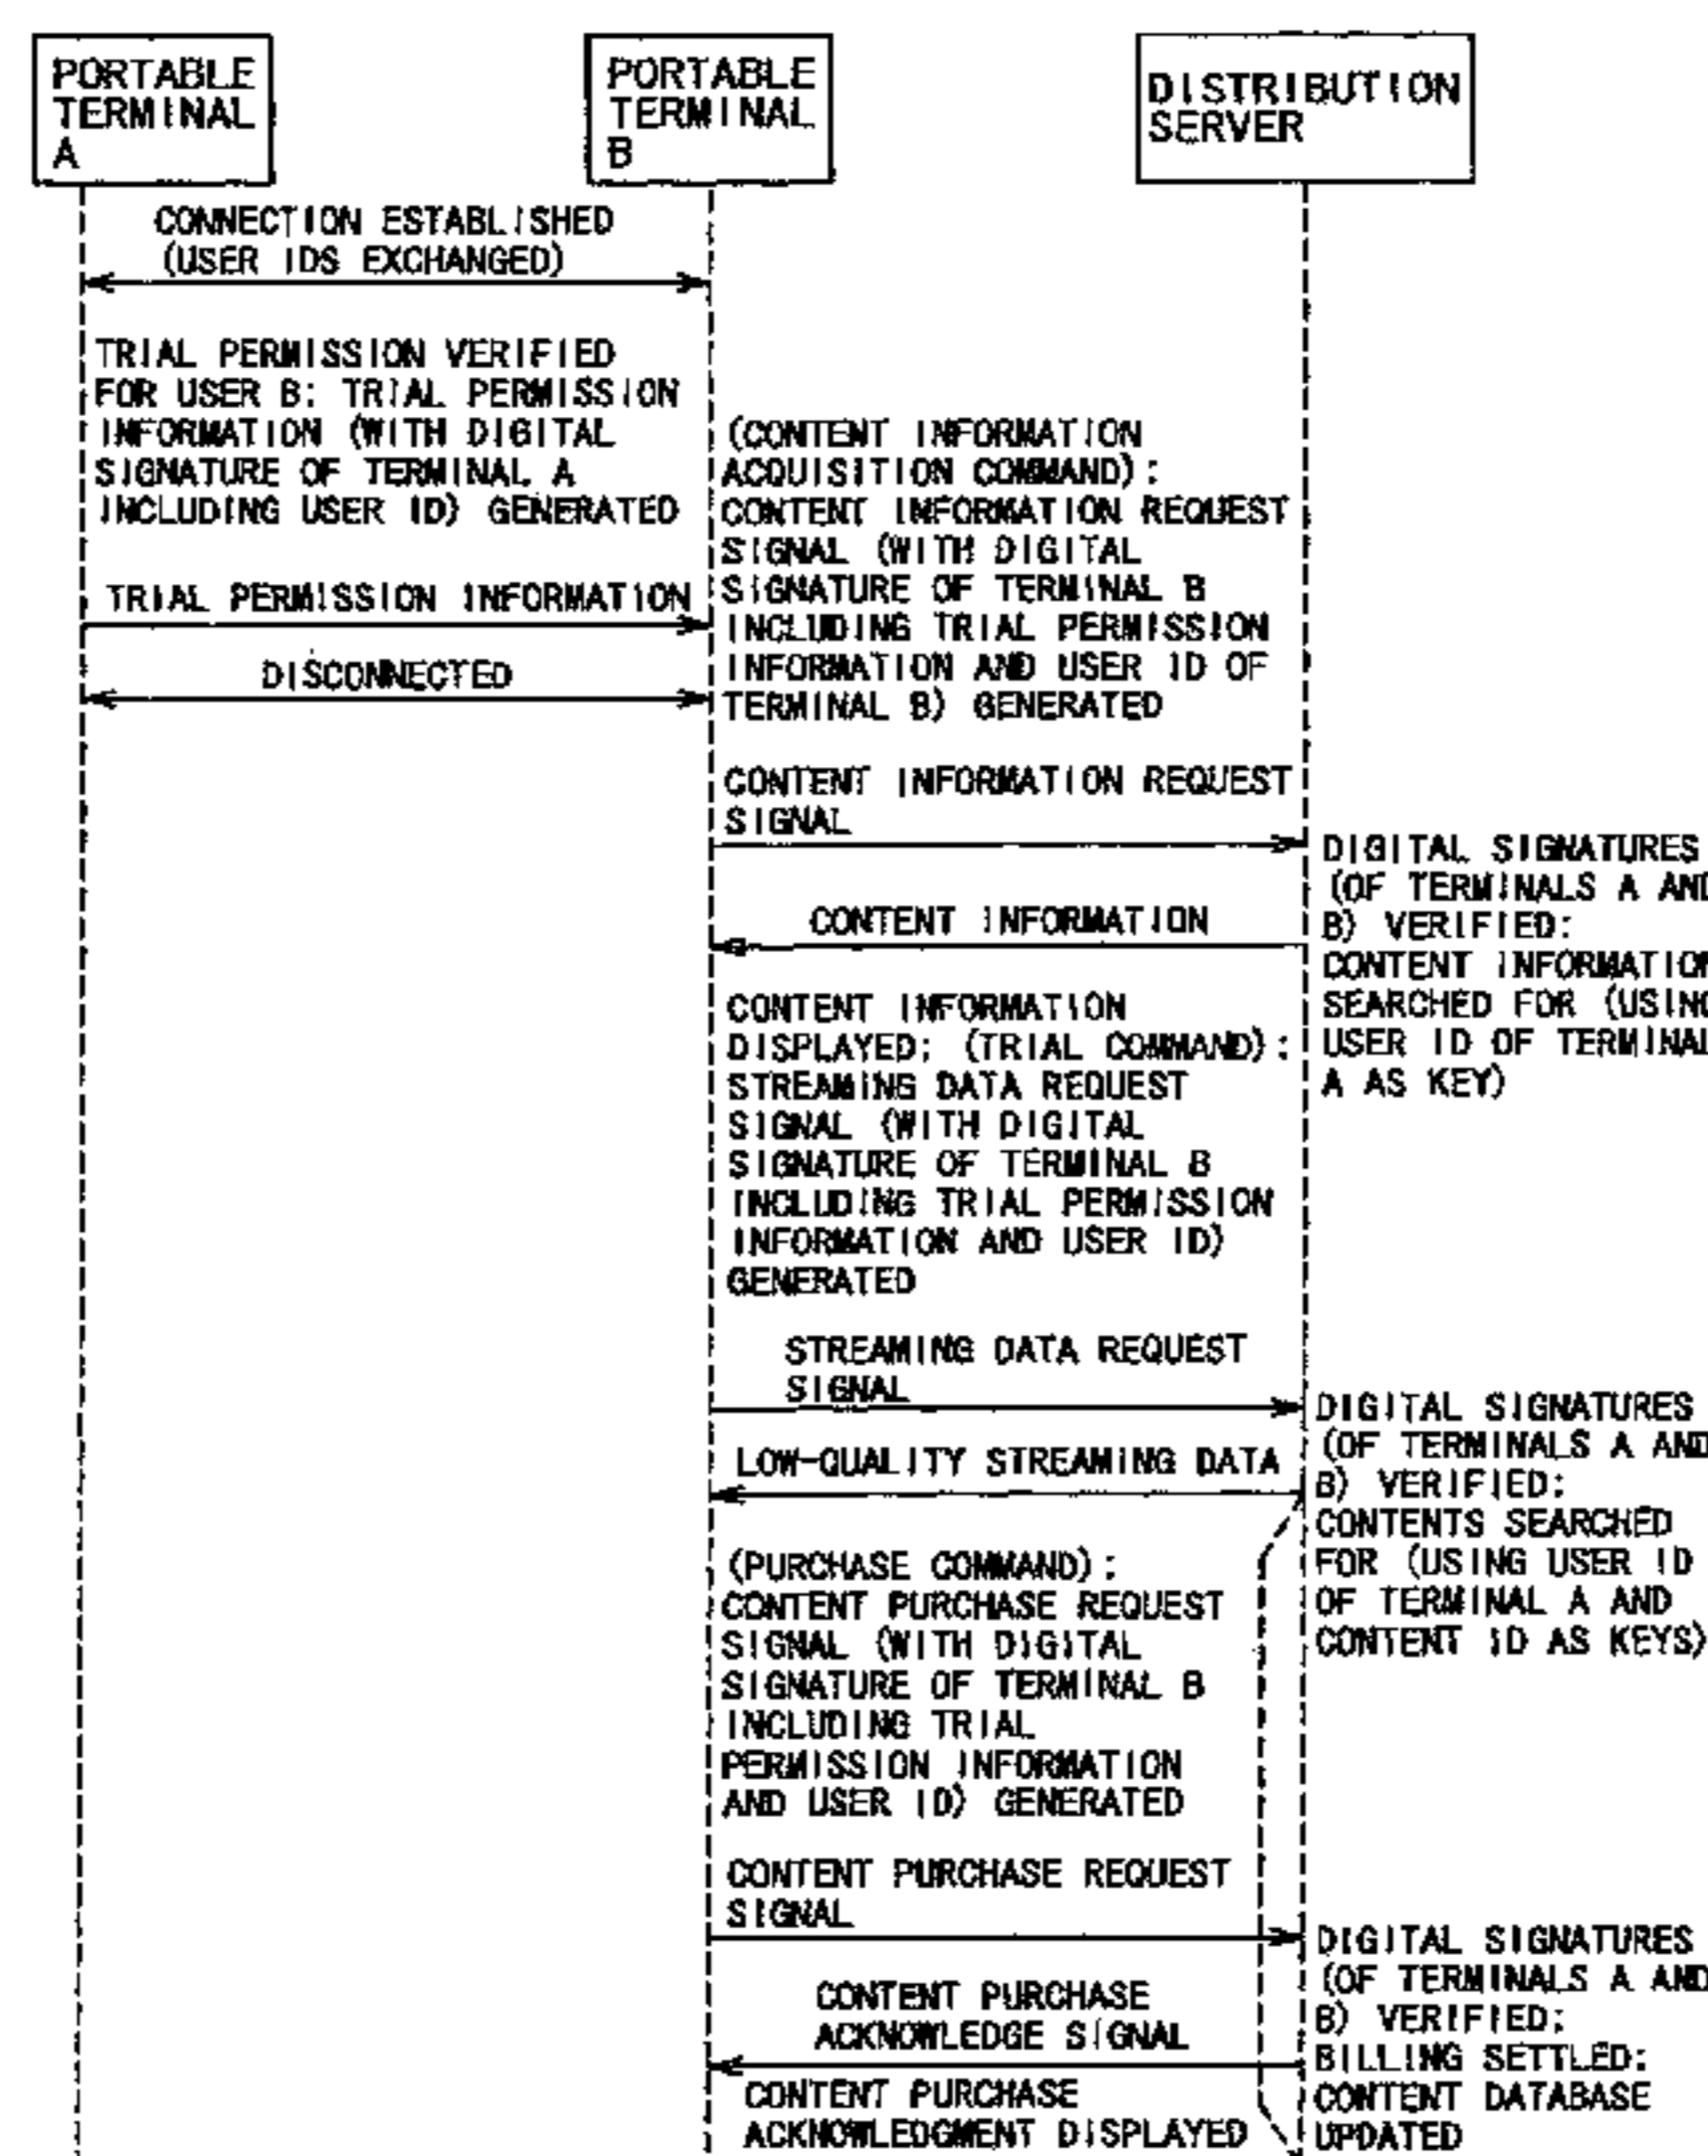 PORTABLE
TERMINAL
A
PORTABLE
TERMINAL
B
DISTRIBUTION
SERVER
CONNECTION ESTABLISHED
(USER IDS EXCHANGED)
TRIAL PERMISSION VERIFIED
FOR USER B: TRIAL PERMISSION
INFORMATION (WITH DIGITAL
SIGNATURE OF TERMINAL A
INCLUDING USER ID) GENERATED
TRIAL PERMISSION INFORMATION
DISCONNECTED
(CONTENT INFORMATION
ACQUISITION COMMAND):
CONTENT INFORMATION REQUEST
SIGNAL (WITH DIGITAL
SIGNATURE OF TERMINAL B
INCLUDING TRIAL PERMISSION
INFORMATION AND USER ID OF
TERMINAL B) GENERATED
CONTENT INFORMATION REQUEST
SIGNAL
DIGITAL SIGNATURES
(OF TERMINALS A AND
B) VERIFIED:
CONTENT INFORMATION
SEARCHED FOR (USING
USER ID OF TERMINAL
A AS KEY)
CONTENT INFORMATION
CONTENT INFORMATION
DISPLAYED: (TRIAL COMMAND):
STREAMING DATA REQUEST
SIGNAL (WITH DIGITAL
SIGNATURE OF TERMINAL B
INCLUDING TRIAL PERMISSION
INFORMATION AND USER ID)
GENERATED
STREAMING DATA REQUEST
SIGNAL
DIGITAL SIGNATURES
(OF TERMINALS A AND
B) VERIFIED:
CONTENTS SEARCHED
FOR (USING USER ID
OF TERMINAL A AND
CONTENT ID AS KEYS)
LOW-QUALITY STREAMING DATA
(PURCHASE COMMAND):
CONTENT PURCHASE REQUEST
SIGNAL (WITH DIGITAL
SIGNATURE OF TERMINAL B
INCLUDING TRIAL
PERMISSION INFORMATION
AND USER ID) GENERATED
CONTENT PURCHASE REQUEST
SIGNAL
DIGITAL SIGNATURES
(OF TERMINALS A AND
B) VERIFIED:
BILLING SETTLED:
CONTENT DATABASE
UPDATED
CONTENT PURCHASE
ACKNOWLEDGE SIGNAL
CONTENT PURCHASE
ACKNOWLEDGMENT DISPLAYED